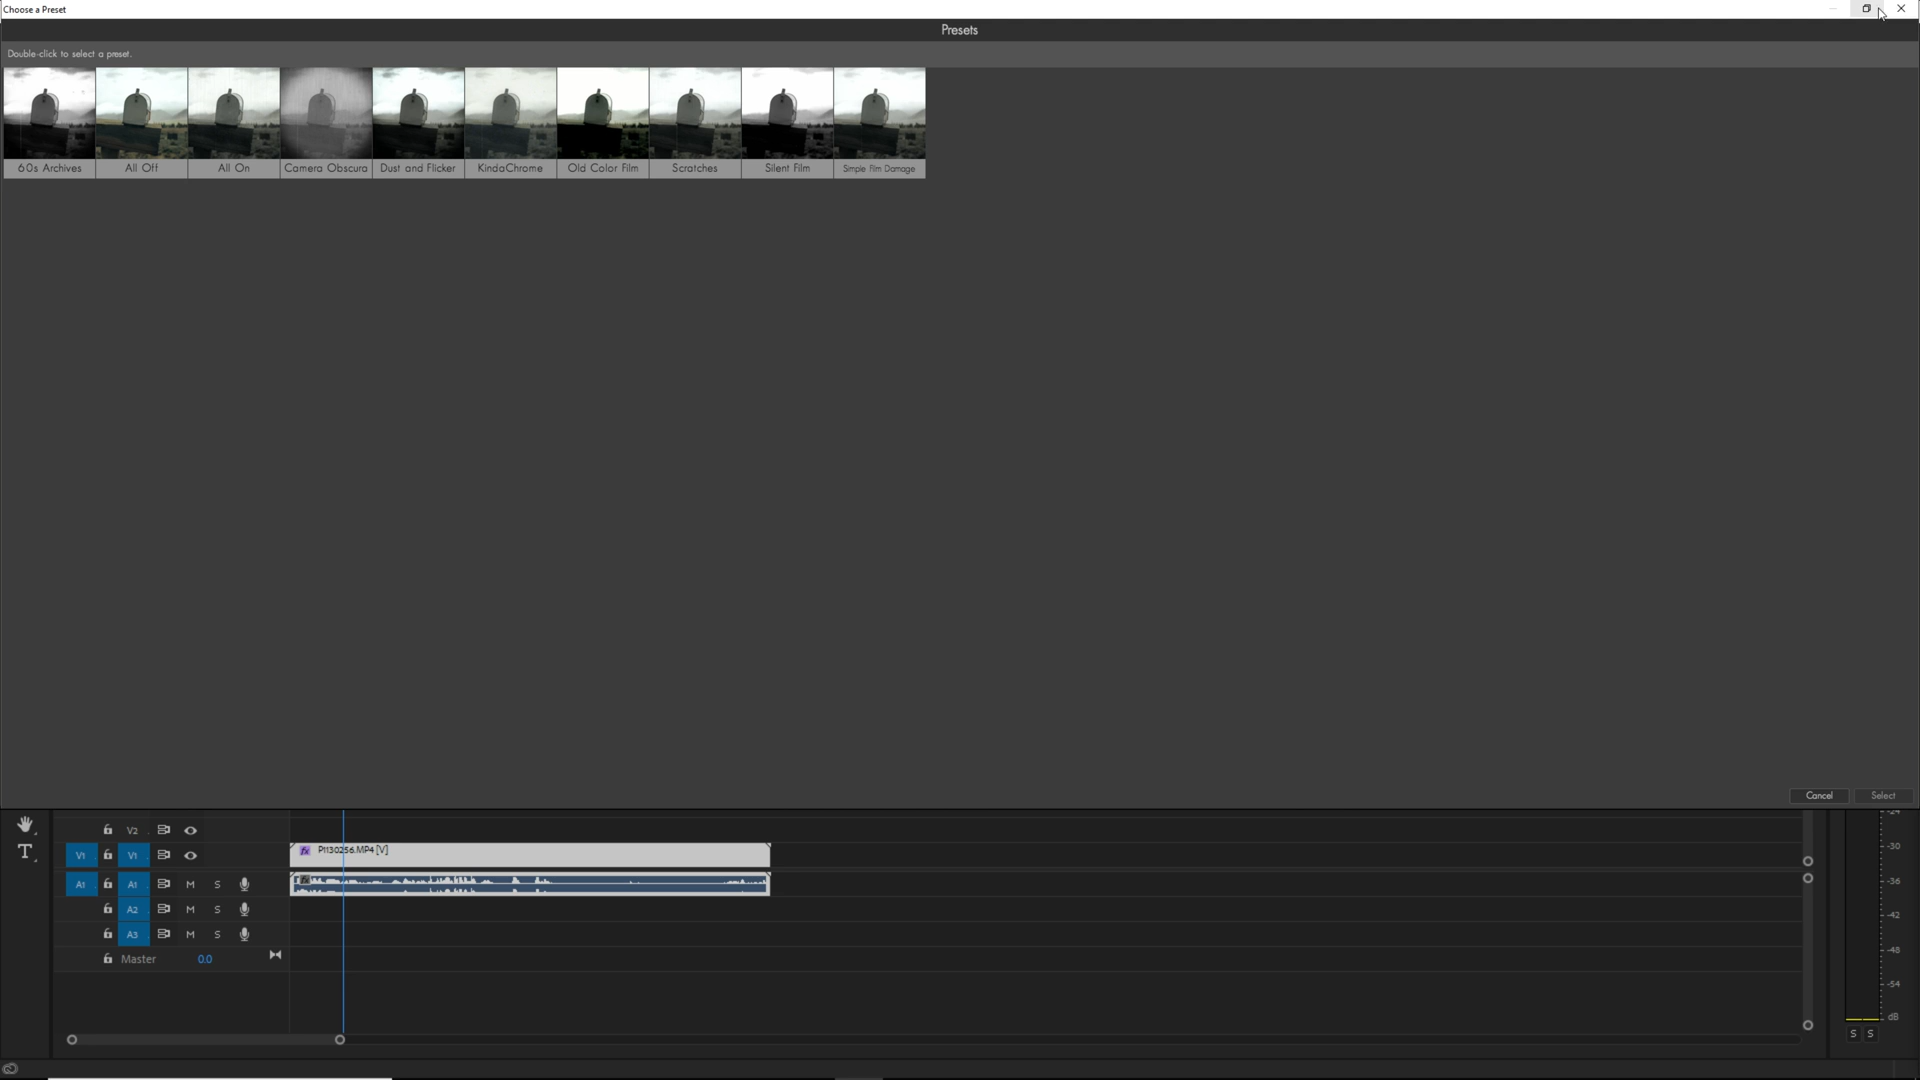 Choose a Preset
Presets
Double-click to select a preset.
60s Archives
All Off
All On
Camera Obscura
Dust and Flicker
KindaChrome
Old Color Film
Scratches
Silent Film
Simple Film Damage
Cancel
Select
V2
V1 V1
fx P1130256.MP4 [V]
A1 A1 M S
fx
A2 M S
A3 M S
Master 0.0
T
-30
-36
-42
-48
-54
dB
S S